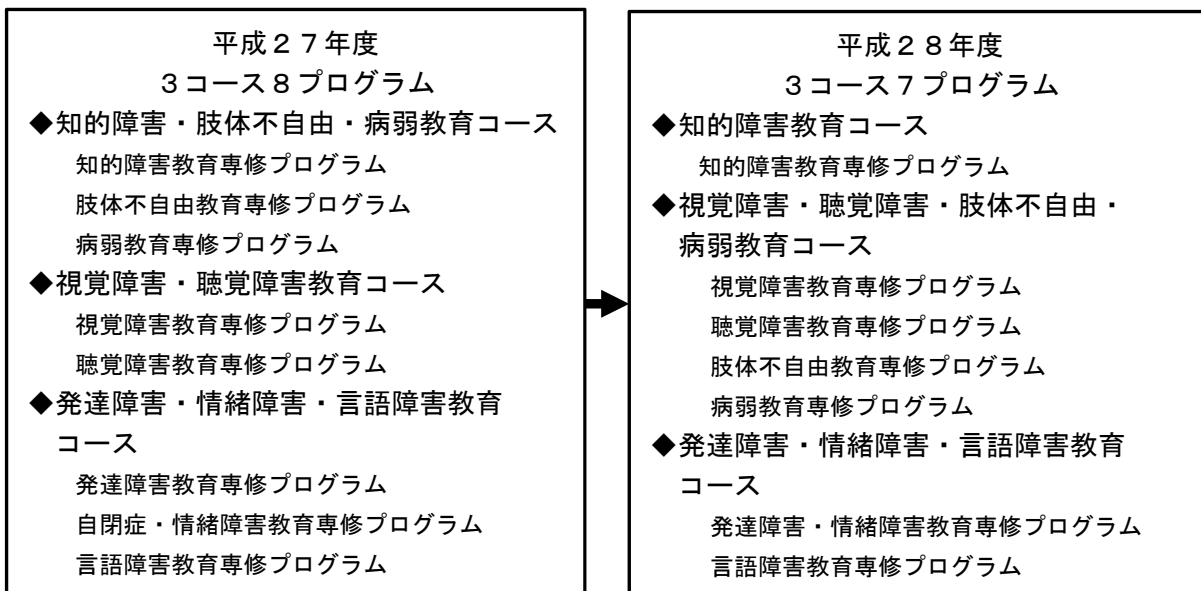 平成２７年度
３コース８プログラム
◆知的障害・肢体不自由・病弱教育コース
知的障害教育専修プログラム
肢体不自由教育専修プログラム
病弱教育専修プログラム
◆視覚障害・聴覚障害教育コース
視覚障害教育専修プログラム
聴覚障害教育専修プログラム
◆発達障害・情緒障害・言語障害教育
コース
発達障害教育専修プログラム
自閉症・情緒障害教育専修プログラム
言語障害教育専修プログラム
平成２８年度
３コース７プログラム
◆知的障害教育コース
知的障害教育専修プログラム
◆視覚障害・聴覚障害・肢体不自由・
病弱教育コース
視覚障害教育専修プログラム
聴覚障害教育専修プログラム
肢体不自由教育専修プログラム
病弱教育専修プログラム
◆発達障害・情緒障害・言語障害教育
コース
発達障害・情緒障害教育専修プログラム
言語障害教育専修プログラム